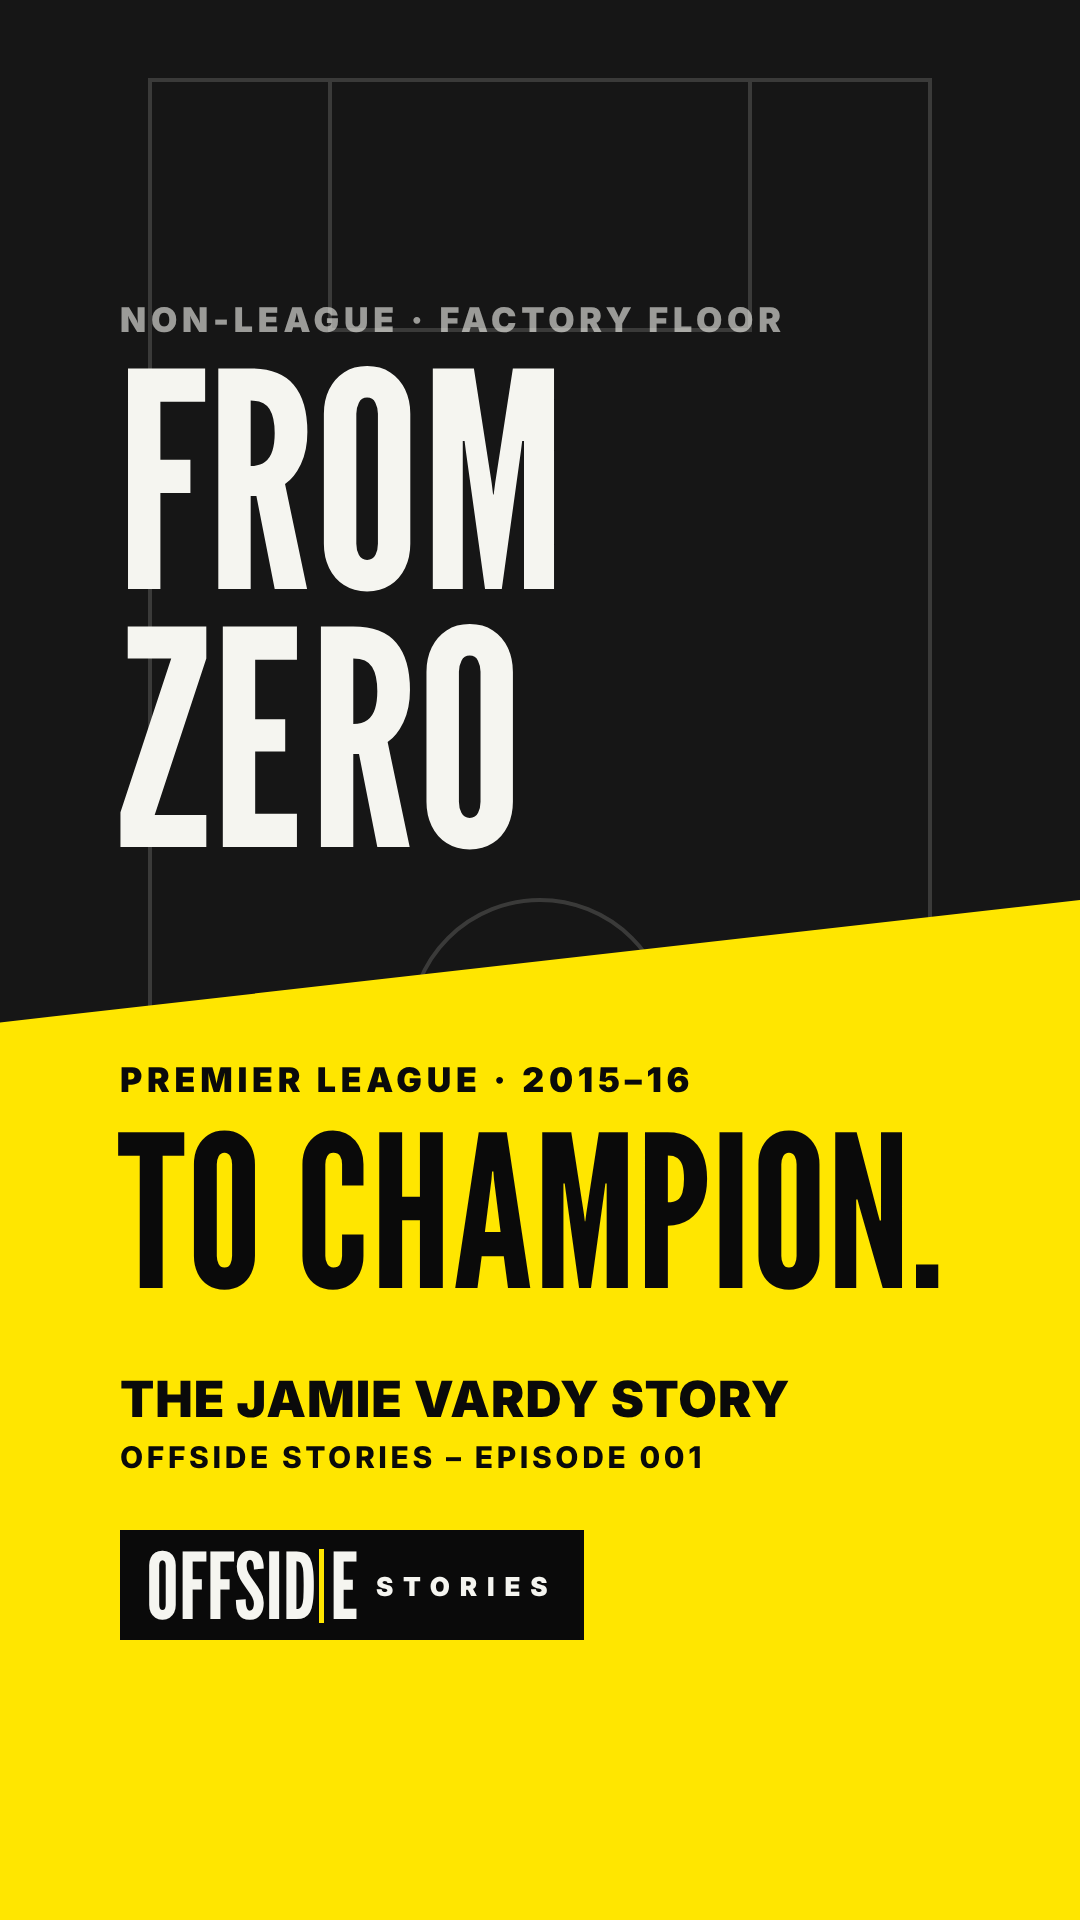 NON-LEAGUE · FACTORY FLOOR
FROM
ZERO
PREMIER LEAGUE · 2015–16
TO CHAMPION.
THE JAMIE VARDY STORY
OFFSIDE STORIES – EPISODE 001
OFFSIDE STORIES